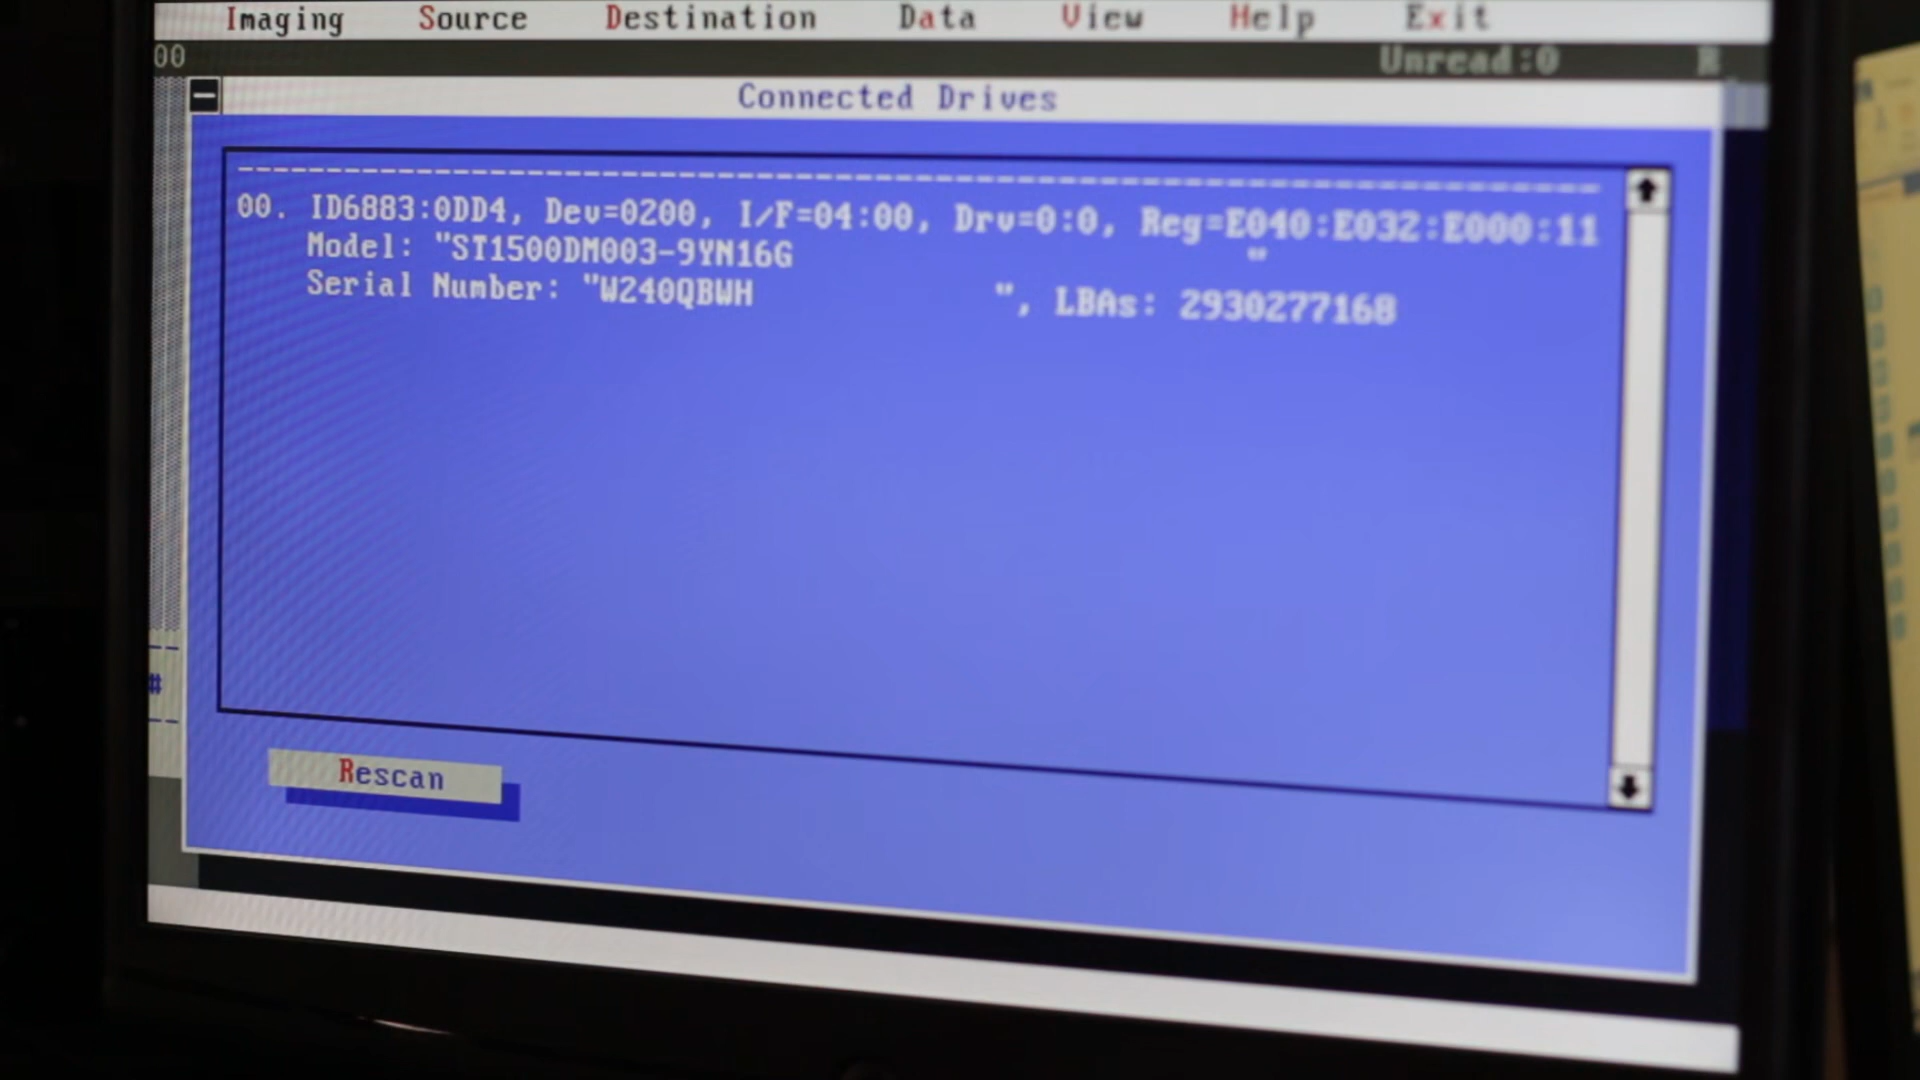 Imaging Source Destination Data View Help Exit
00 Unread:0 R
Connected Drives
00. ID6883:0DD4, Dev=0200, I/F=04:00, Drv=0:0, Reg=E040:E032:E000:11
Model: "ST1500DM003-9YN16G "
Serial Number: "W240QBWH ", LBAs: 2930277168
#
Rescan